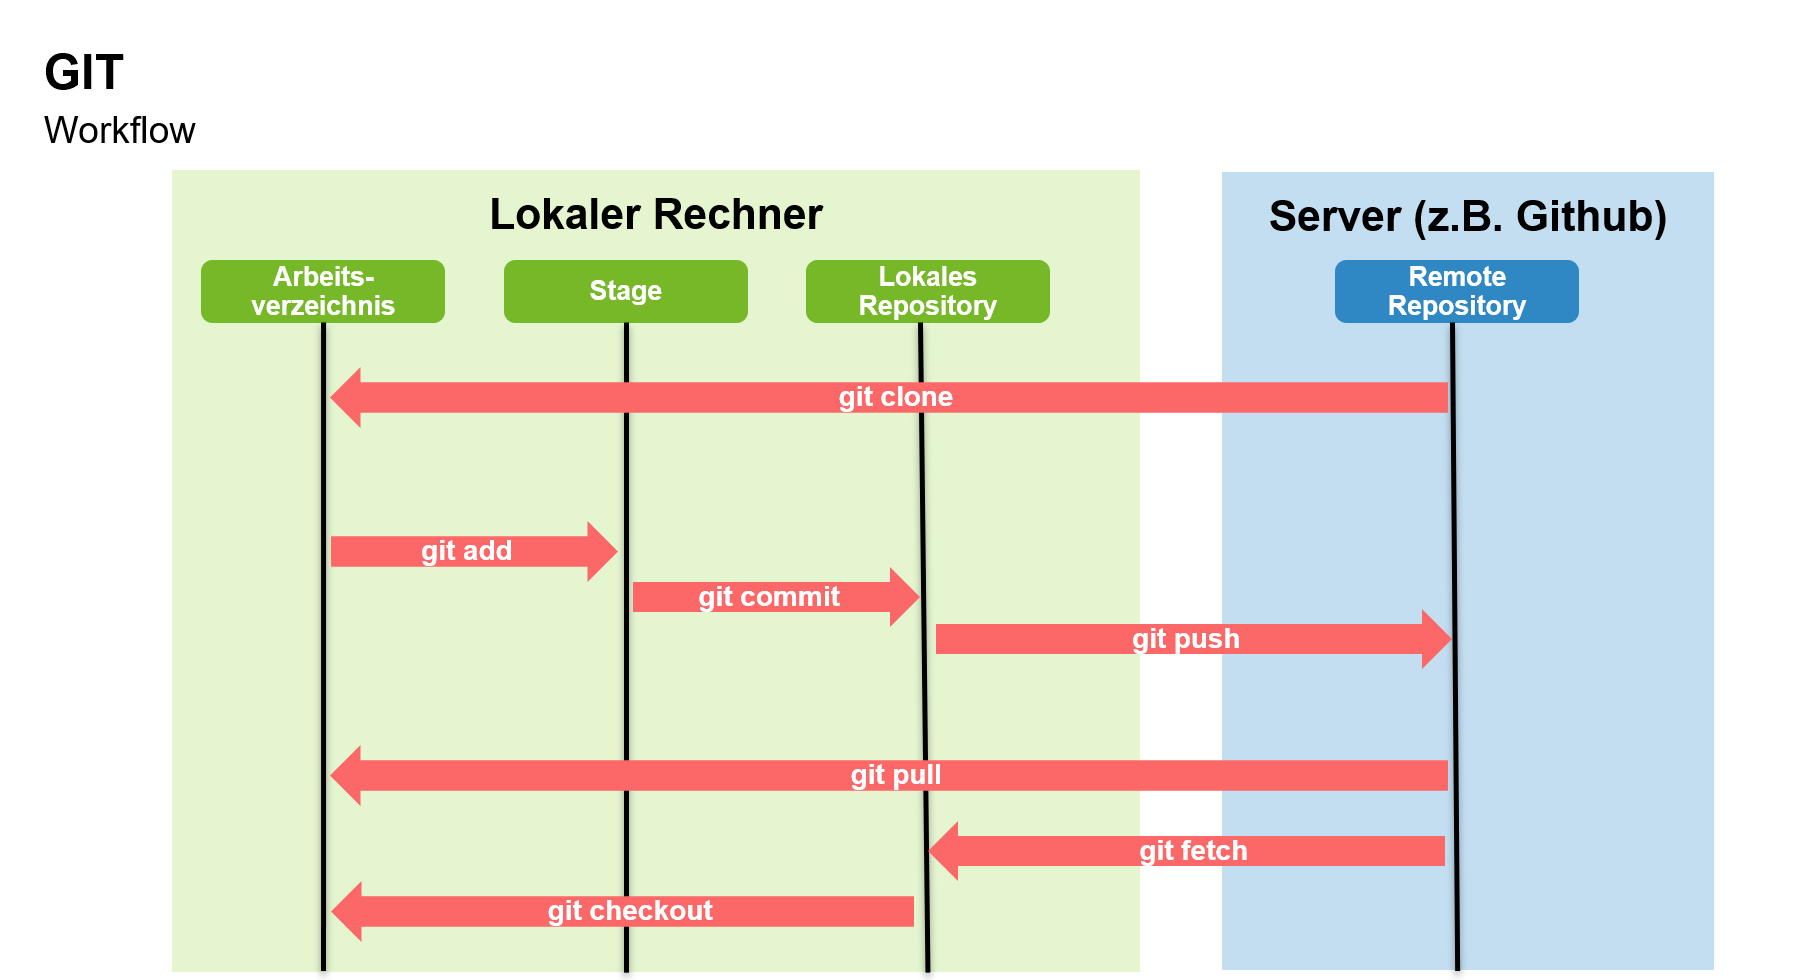 GIT
Workflow
Lokaler Rechner
Server (z.B. Github)
Arbeits-
verzeichnis
Stage
Lokales
Repository
Remote
Repository
git clone
git add
git commit
git push
git pull
git fetch
git checkout